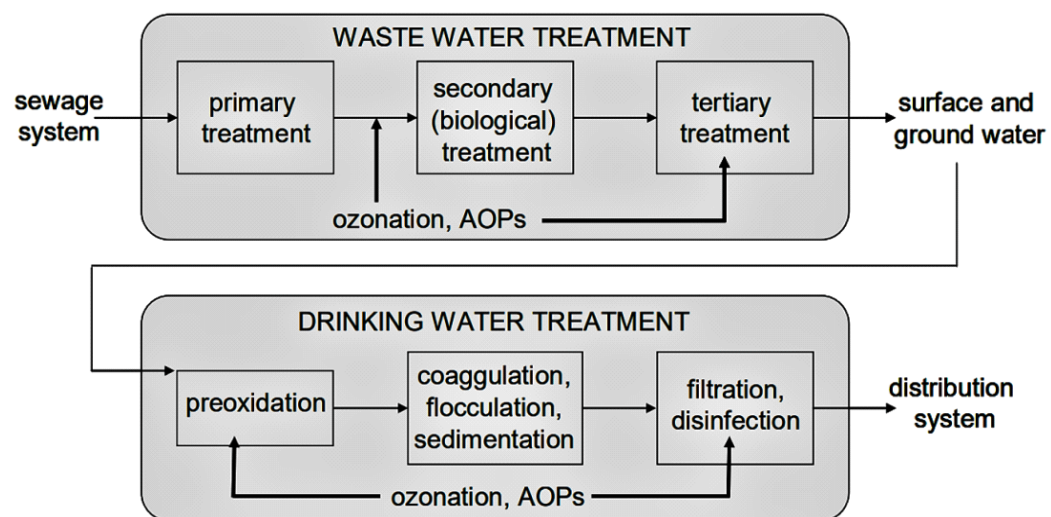 WASTE WATER TREATMENT
sewage
system
primary
treatment
secondary
(biological)
treatment
tertiary
treatment
surface and
ground water
ozonation, AOPs
DRINKING WATER TREATMENT
preoxidation
coaggulation,
flocculation,
sedimentation
filtration,
disinfection
distribution
system
ozonation, AOPs